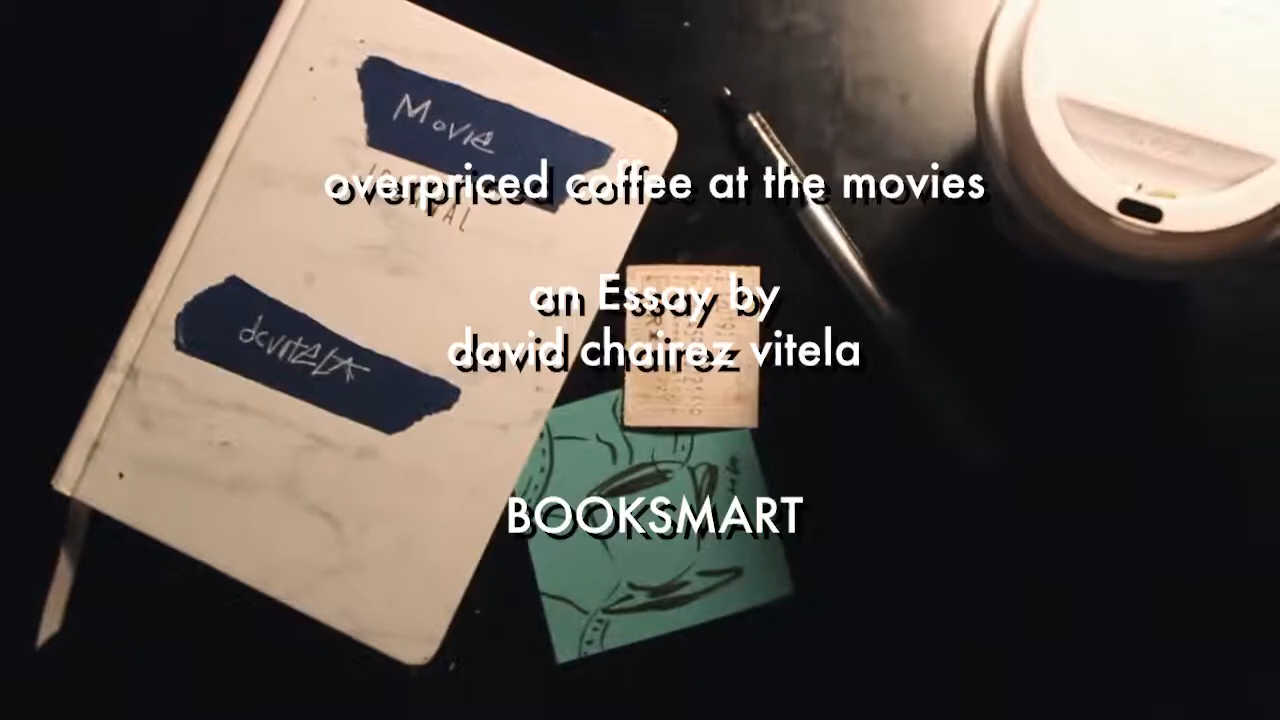 Movie
overpriced coffee at the movies
an Essay by
david chairez vitela
dcvitela
BOOKSMART